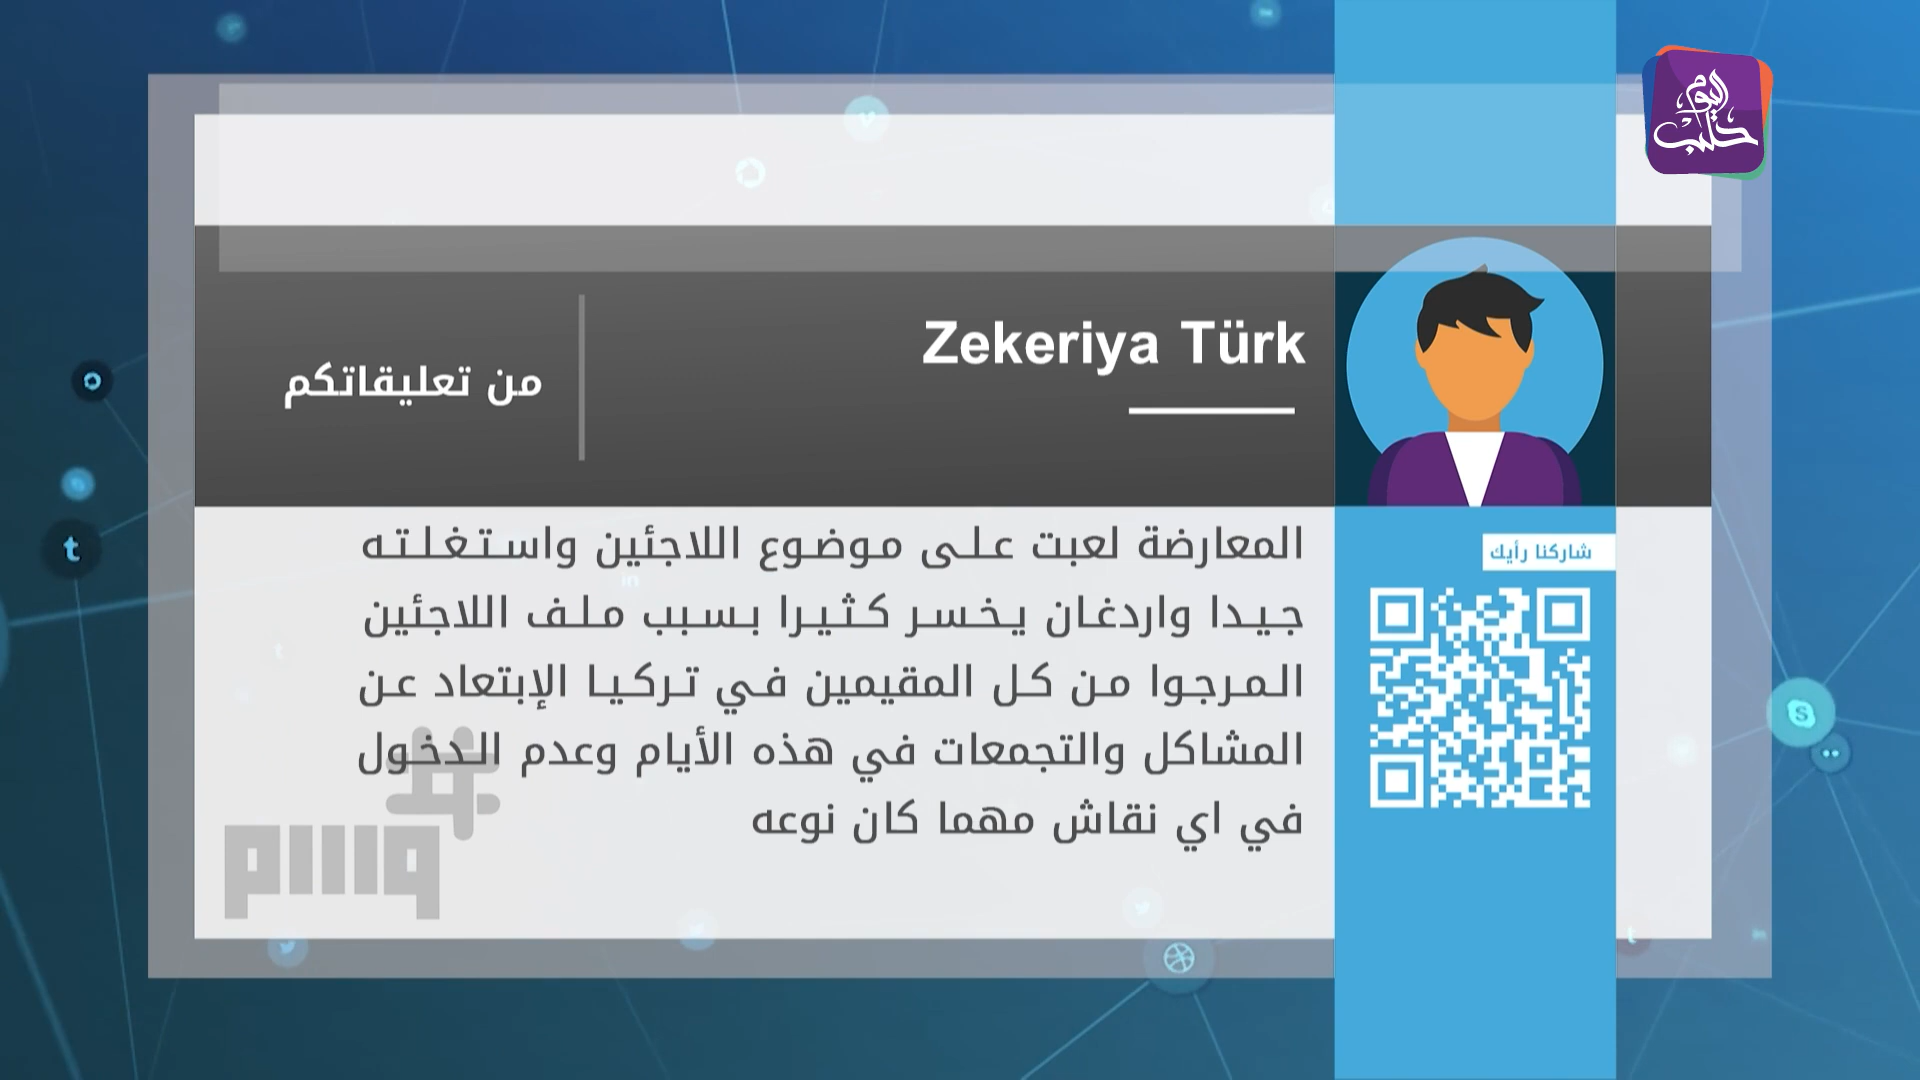 حلب اليوم
Zekeriya Türk
من تعليقاتكم
المعارضة لعبت على موضوع اللاجئين واستغلته
جيدا واردغان يخسر كثيرا بسبب ملف اللاجئين
المرجوا من كل المقيمين في تركيا الإبتعاد عن
المشاكل والتجمعات في هذه الأيام وعدم الدخول
في اي نقاش مهما كان نوعه
شاركنا رأيك
#وسم